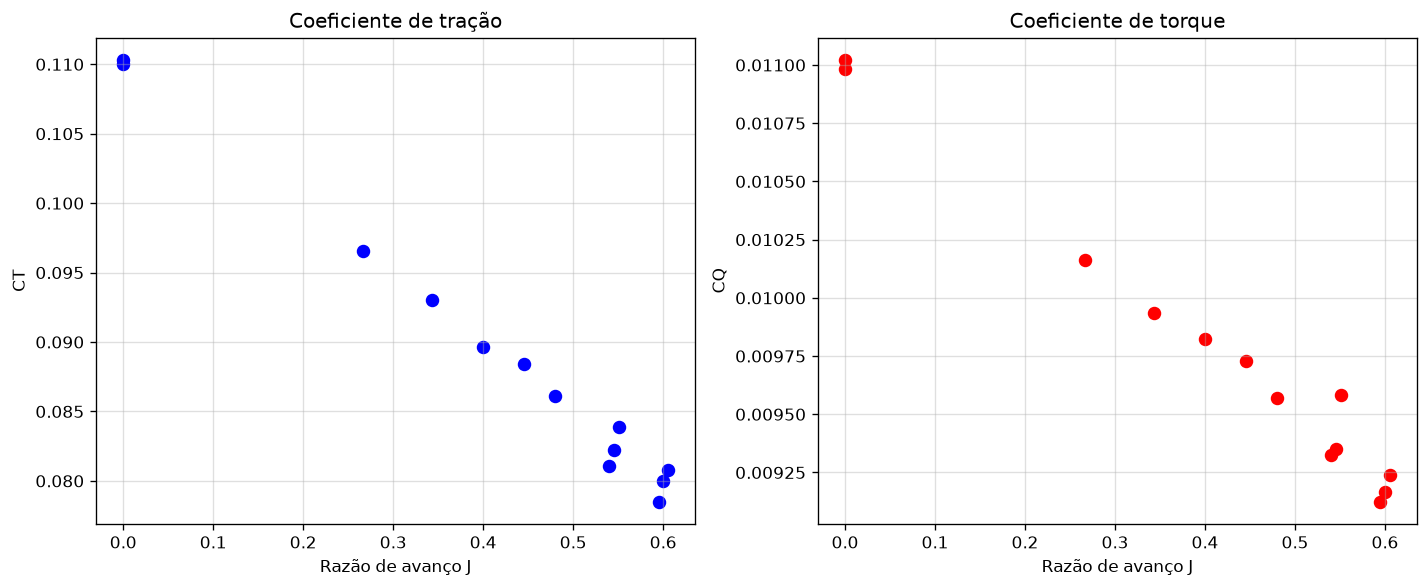 Coeficiente de tração
CT
0.110
0.105
0.100
0.095
0.090
0.085
0.080
0.0 0.1 0.2 0.3 0.4 0.5 0.6
Razão de avanço J
Coeficiente de torque
CQ
0.01100
0.01075
0.01050
0.01025
0.01000
0.00975
0.00950
0.00925
0.0 0.1 0.2 0.3 0.4 0.5 0.6
Razão de avanço J